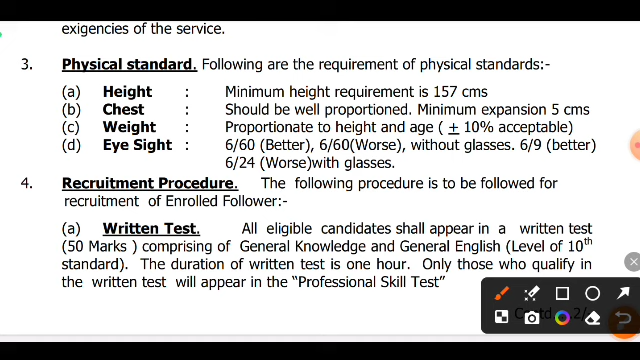 exigencies of the service.
3. Physical standard. Following are the requirement of physical standards:-
(a) Height : Minimum height requirement is 157 cms
(b) Chest : Should be well proportioned. Minimum expansion 5 cms
(c) Weight : Proportionate to height and age ( ± 10% acceptable)
(d) Eye Sight : 6/60 (Better), 6/60(Worse), without glasses. 6/9 (better)
6/24 (Worse)with glasses.
4. Recruitment Procedure. The following procedure is to be followed for
recruitment of Enrolled Follower:-
(a) Written Test. All eligible candidates shall appear in a written test
(50 Marks ) comprising of General Knowledge and General English (Level of 10th
standard). The duration of written test is one hour. Only those who qualify in
the written test will appear in the "Professional Skill Test"